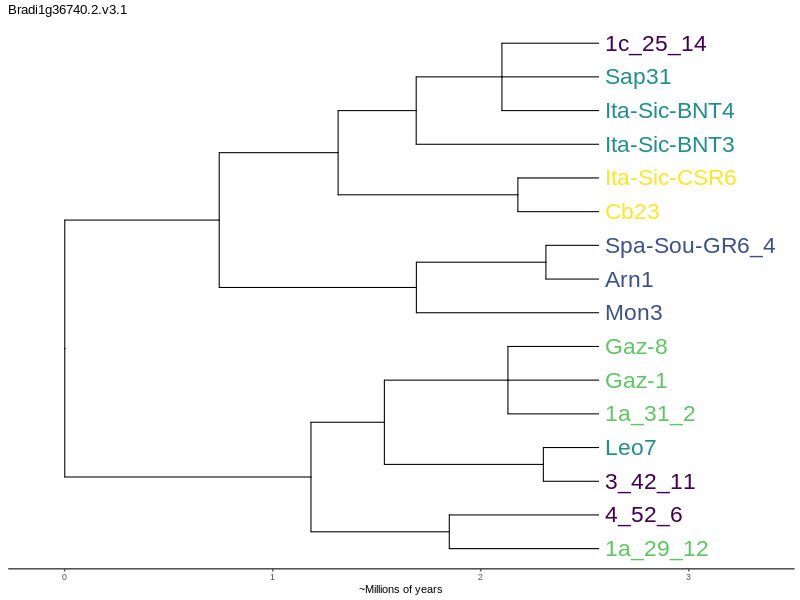 Bradi1g36740.2.v3.1
1c_25_14
Sap31
Ita-Sic-BNT4
Ita-Sic-BNT3
Ita-Sic-CSR6
Cb23
Spa-Sou-GR6_4
Arn1
Mon3
Gaz-8
Gaz-1
1a_31_2
Leo7
3_42_11
4_52_6
1a_29_12
0 1 2 3
~Millions of years